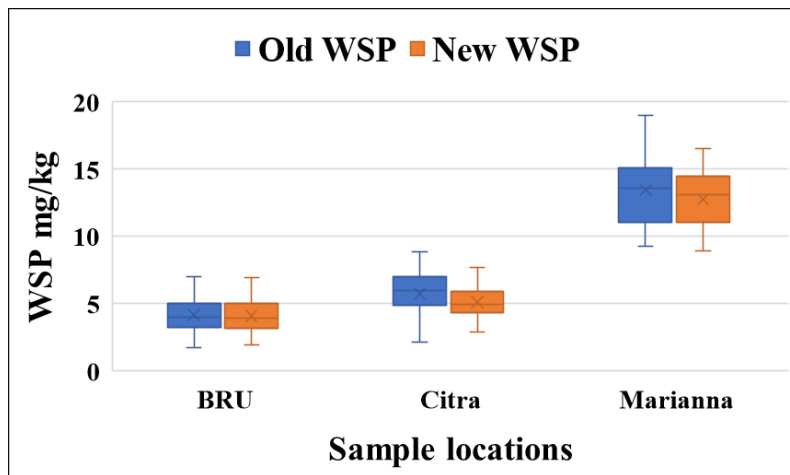 Old WSP New WSP
20
15
10
5
0
WSP mg/kg
BRU Citra Marianna
Sample locations